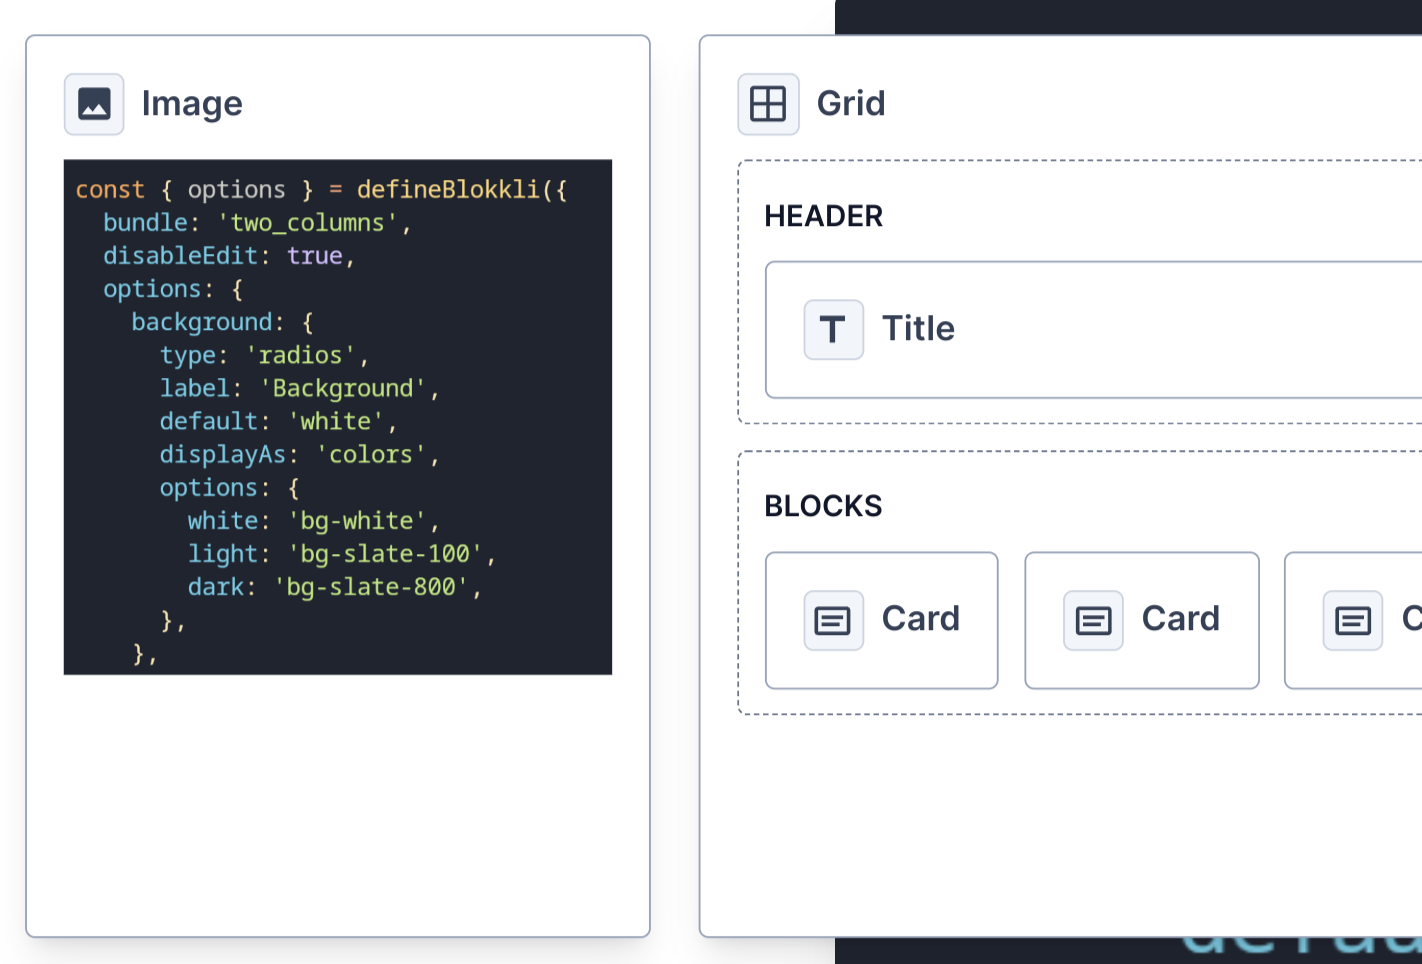 Image
const { options } = defineBlokkli({
  bundle: 'two_columns',
  disableEdit: true,
  options: {
    background: {
      type: 'radios',
      label: 'Background',
      default: 'white',
      displayAs: 'colors',
      options: {
        white: 'bg-white',
        light: 'bg-slate-100',
        dark: 'bg-slate-800',
      },
    },
Grid
HEADER
Title
BLOCKS
Card
Card